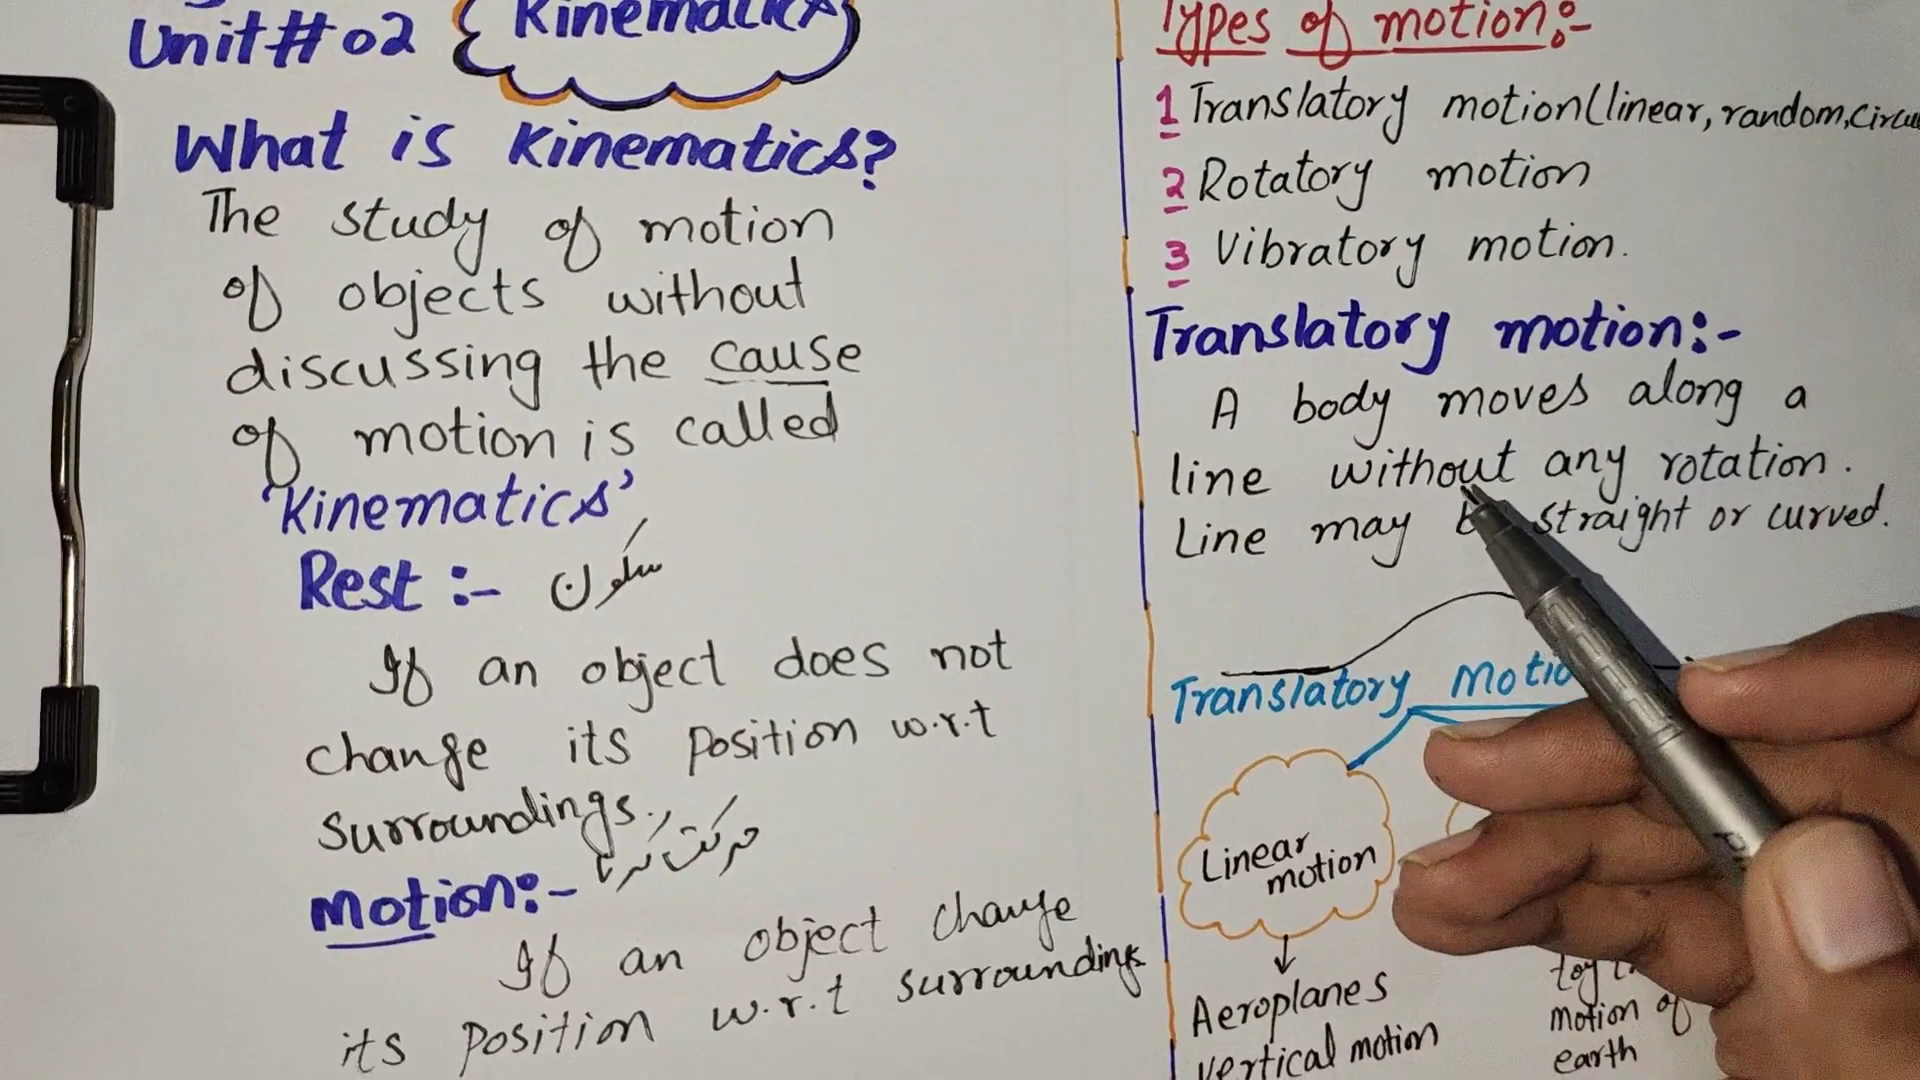 Unit#02
Kinematics
What is Kinematics?
The study of motion
of objects without
discussing the cause
of motion is called
‘Kinematics’
Rest :- سکون
If an object does not
change its position w.r.t
surroundings.
Motion:- حرکت کرنا
If an object change
its position w.r.t surroundings
Types of motion:-
1 Translatory motion(linear, random, circu
2 Rotatory motion
3 Vibratory motion.
Translatory motion:-
A body moves along a
line without any rotation.
Line may straight or curved.
Translatory Motio
Linear
motion
Aeroplanes
vertical motion
toy
motion of
earth